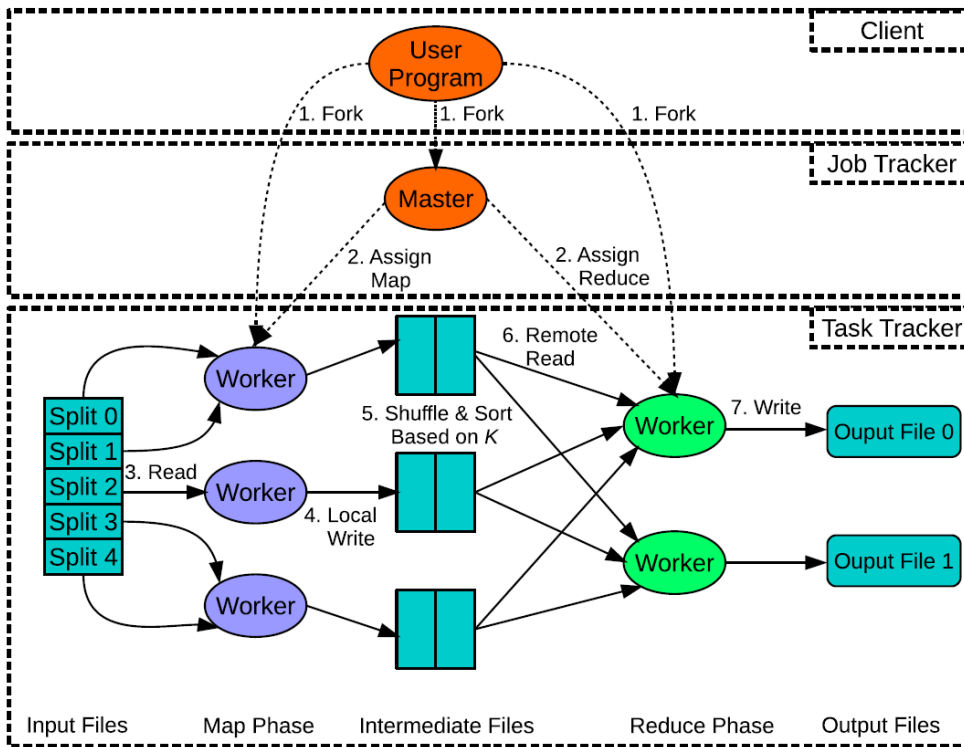 Client
User
Program
1. Fork
1. Fork
1. Fork
Job Tracker
Master
2. Assign
Map
2. Assign
Reduce
Task Tracker
6. Remote
Read
Worker
Split 0
Split 1
Split 2
Split 3
Split 4
3. Read
5. Shuffle & Sort
Based on K
7. Write
Worker
Ouput File 0
Worker
4. Local
Write
Worker
Ouput File 1
Worker
Input Files
Map Phase
Intermediate Files
Reduce Phase
Output Files